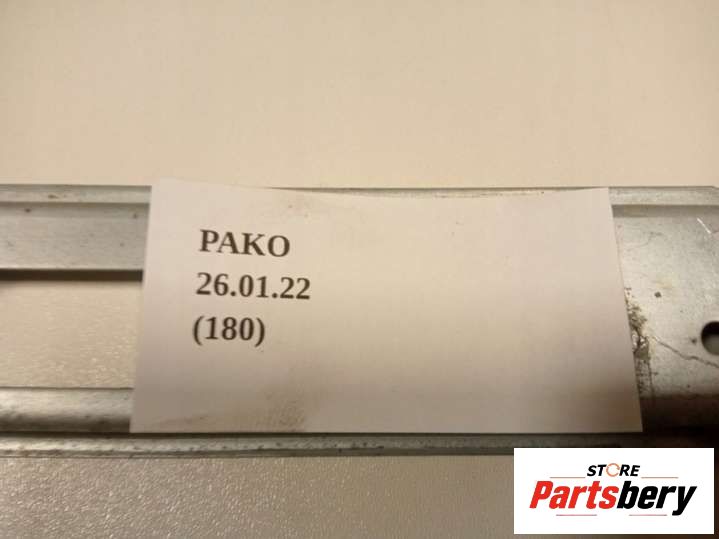 PAKO
26.01.22
(180)
STORE
Partsbery